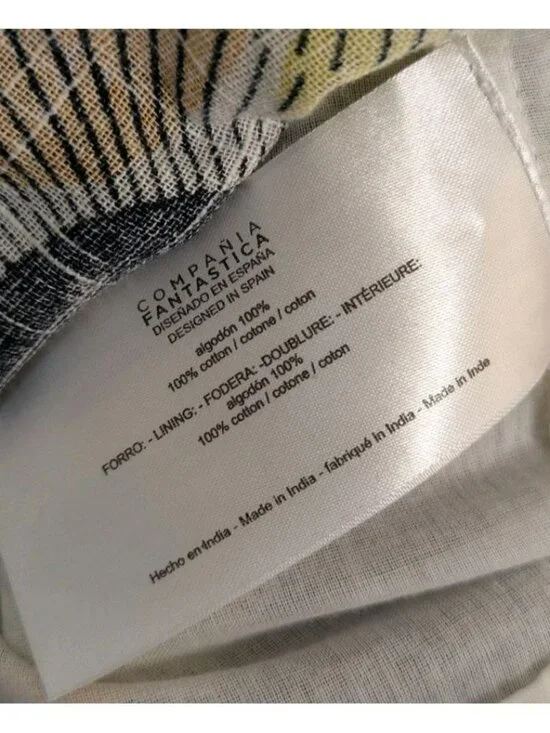 COMPAÑIA
FANTASTICA
DISEÑADO EN ESPAÑA
DESIGNED IN SPAIN
algodón 100%
100% cotton / cotone / coton
FORRO: - LINING: - FODERA: -DOUBLURE: - INTÉRIEURE:
algodón 100%
100% cotton / cotone / coton
Hecho en India - Made in India - fabriqué in India - Made in Inde